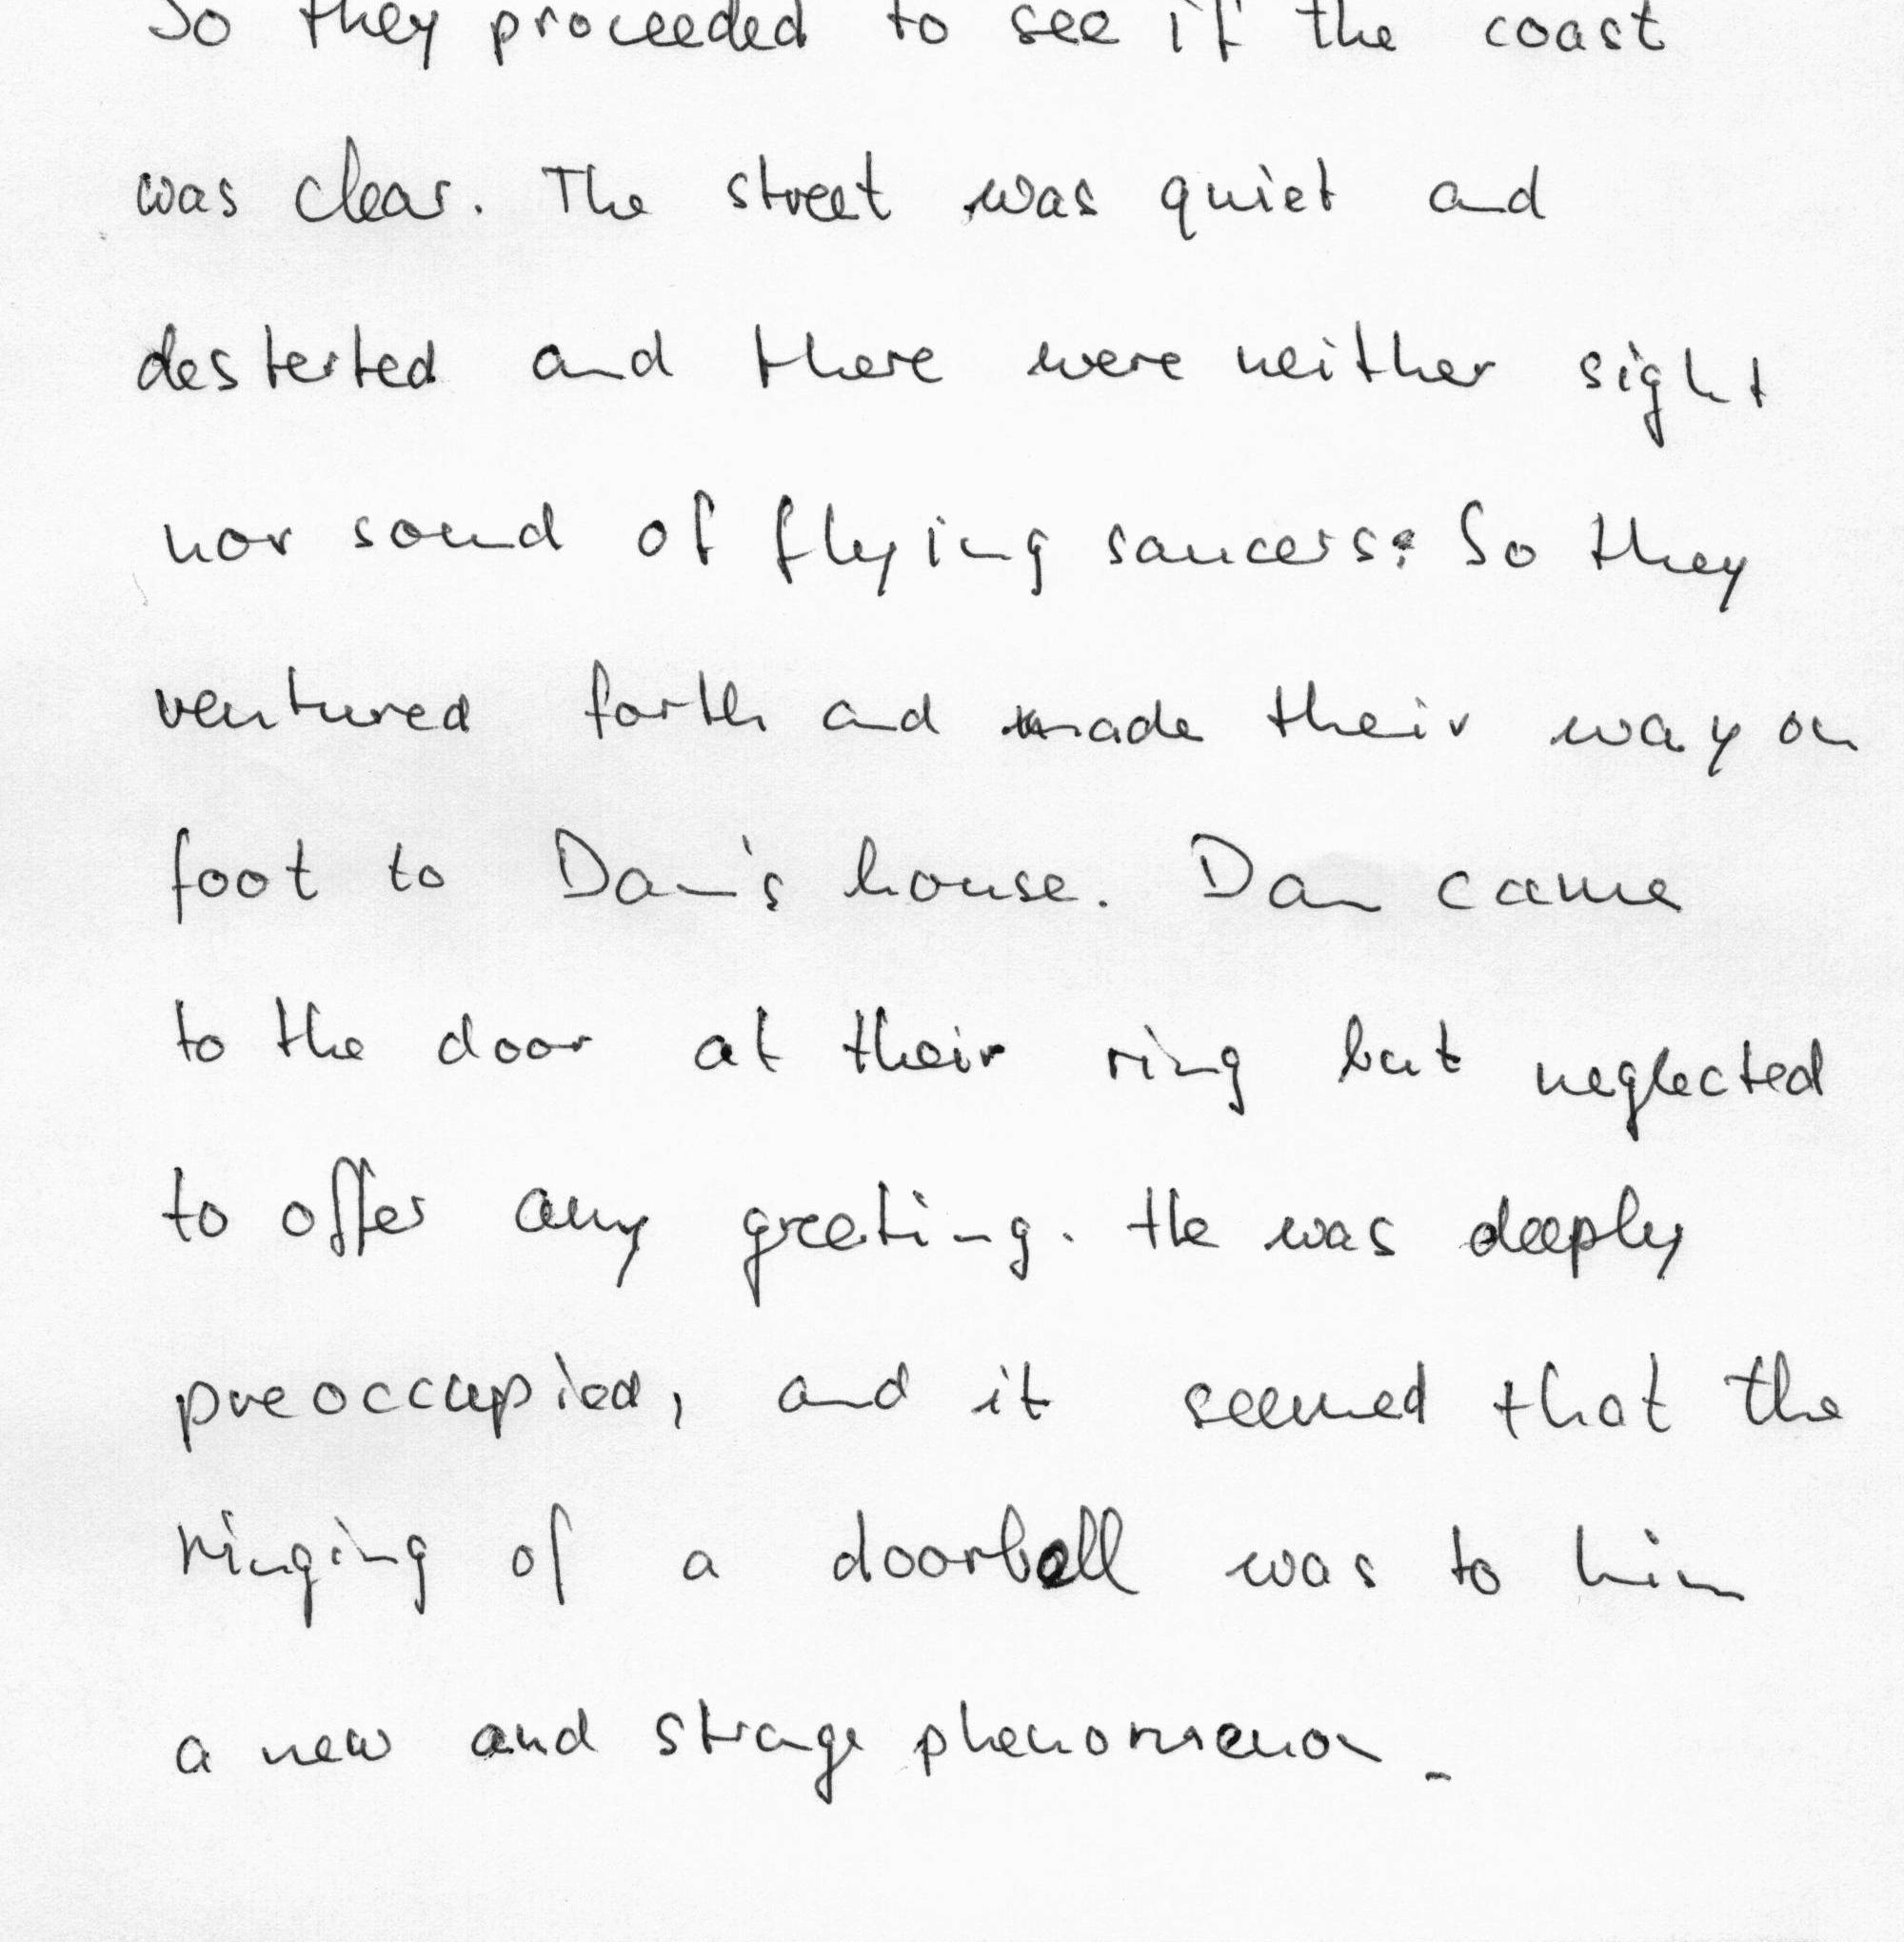 So they proceeded to see if the coast
was clear. The street was quiet and
desterted and there were neither sight
nor sound of flying saucers. So they
ventured forth and made their way on
foot to Dan's house. Dan came
to the door at their ring but neglected
to offer any greeting. He was deeply
preoccupied, and it seemed that the
ringing of a doorbell was to him
a new and strange phenomenon.